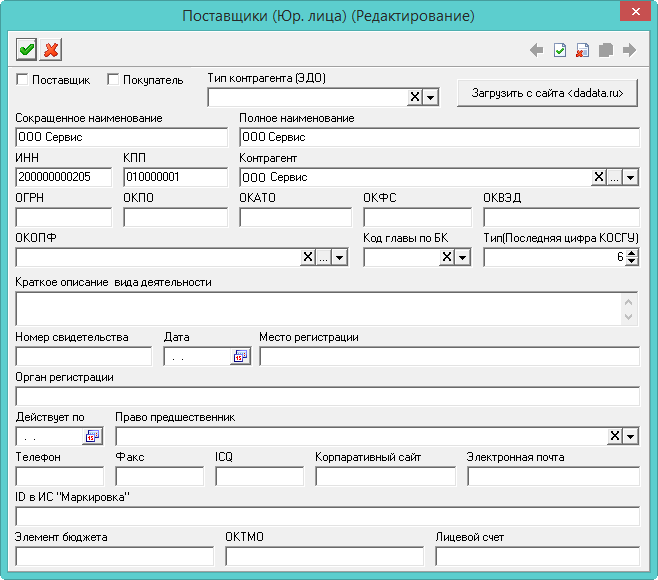 Поставщики (Юр. лица) (Редактирование)
Поставщик Покупатель Тип контрагента (ЭДО)
Загрузить с сайта <dadata.ru>
Сокращенное наименование Полное наименование
ООО Сервис ООО Сервис
ИНН КПП Контрагент
200000000205 010000001 ООО Сервис
ОГРН ОКПО ОКАТО ОКФС ОКВЭД
ОКОПФ Код главы по БК Тип(Последняя цифра КОСГУ)
6
Краткое описание вида деятельности
Номер свидетельства Дата Место регистрации
. .
Орган регистрации
Действует по Право предшественник
. .
Телефон Факс ICQ Корпаративный сайт Электронная почта
ID в ИС "Маркировка"
Элемент бюджета ОКТМО Лицевой счет